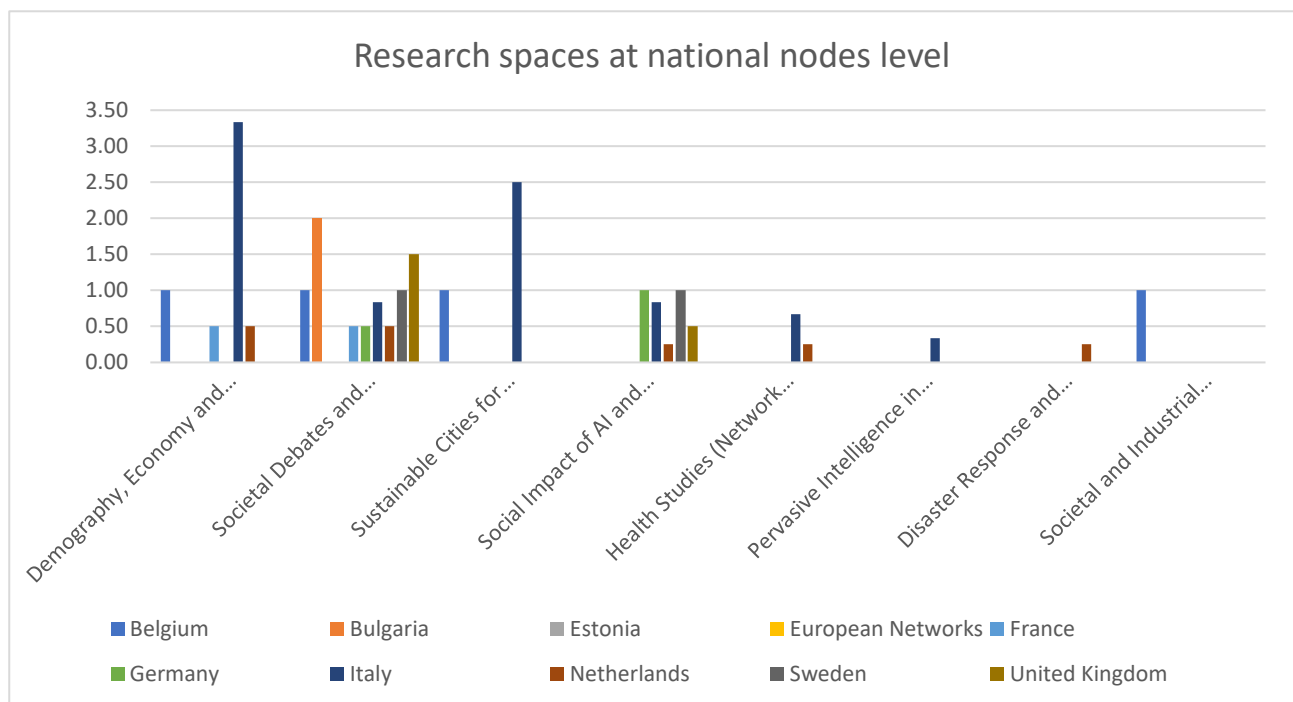 Research spaces at national nodes level
3.50
3.00
2.50
2.00
1.50
1.00
0.50
0.00
Demography, Economy and...
Societal Debates and...
Sustainable Cities for...
Social Impact of AI and...
Health Studies (Network...
Pervasive Intelligence in...
Disaster Response and...
Societal and Industrial...
Belgium Bulgaria Estonia European Networks France
Germany Italy Netherlands Sweden United Kingdom